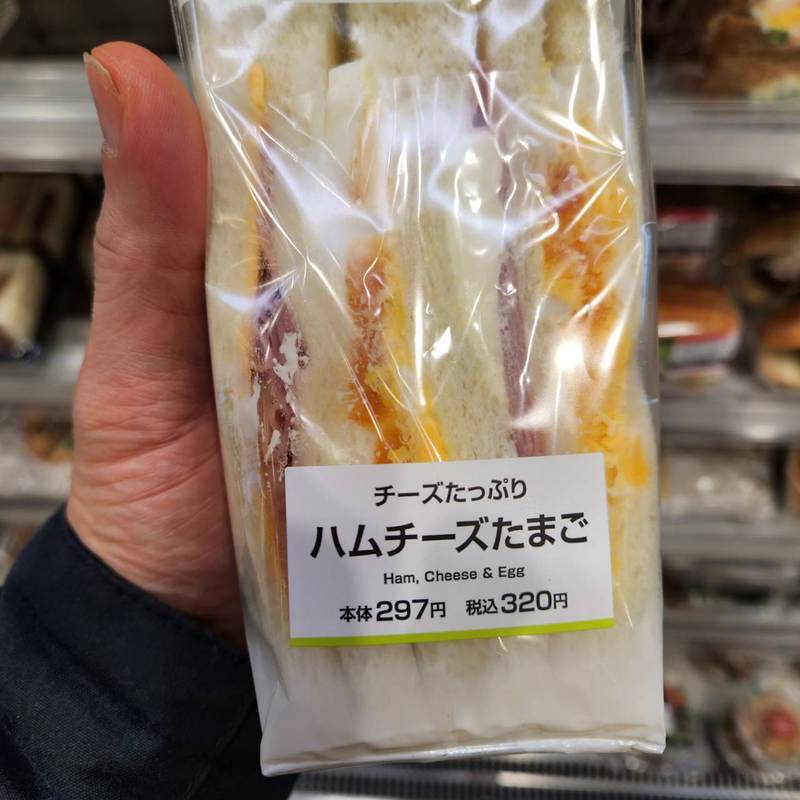 チーズたっぷり
ハムチーズたまご
Ham, Cheese & Egg
本体297円 税込320円